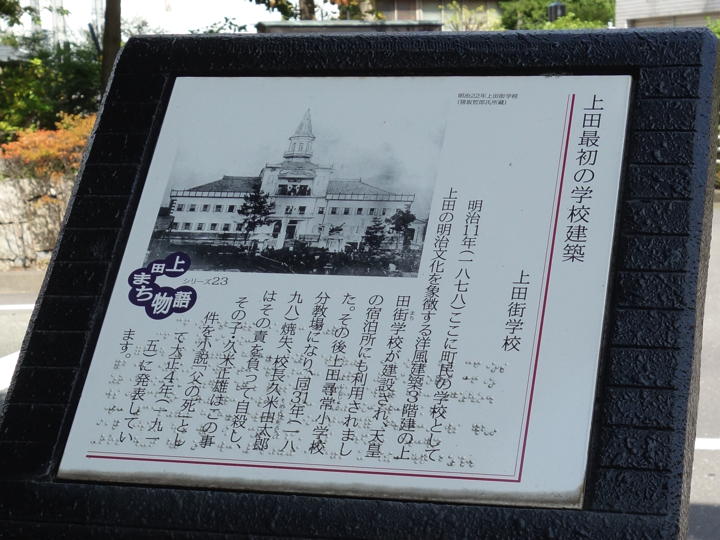 上田最初の学校建築
上田街学校
明治11年(一八七八)ここに町民の学校として
上田の明治文化を象徴する洋風建築3階建の上
田街学校が建設され、天皇
の宿泊所にも利用されまし
た。その後上田尋常小学校
分教場になり、同31年(一八
九八)焼失、校長久米由太郎
はその責を負って自殺し、
その子・久米正雄はこの事
件を小説「父の死」とし
て大正4年(一九一
五)に発表してい
ます。
明治22年上田街学校
上田
まち
物語
シリーズ23